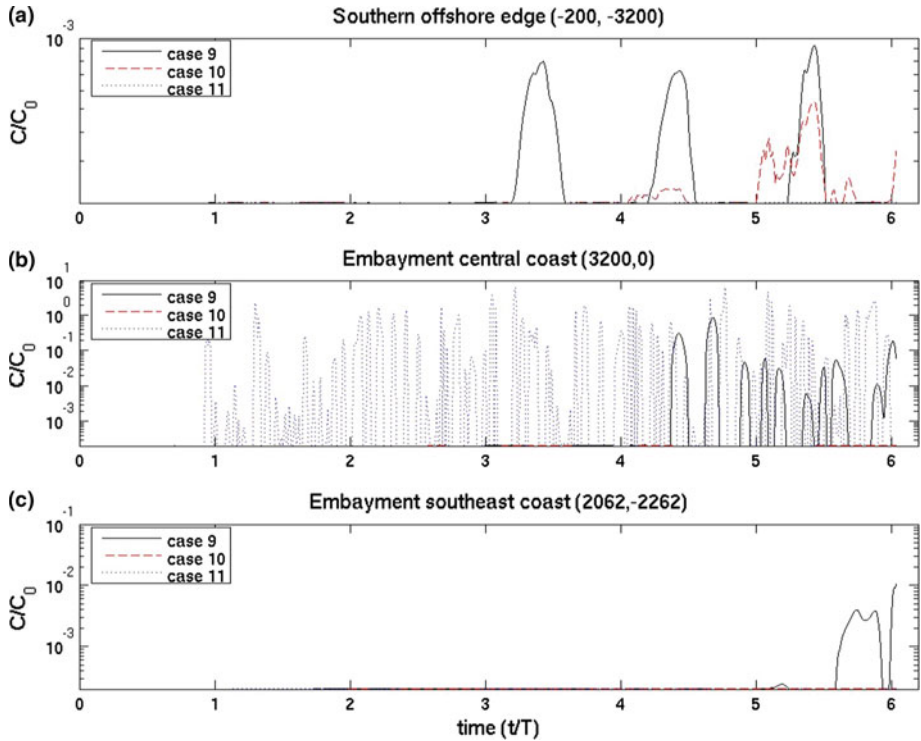 (a) Southern offshore edge (-200, -3200)
10^-3
case 9
case 10
case 11
C/C_0
0 1 2 3 4 5 6
(b) Embayment central coast (3200,0)
10^1
10^0
10^-1
10^-2
10^-3
case 9
case 10
case 11
C/C_0
0 1 2 3 4 5 6
(c) Embayment southeast coast (2062,-2262)
10^-1
10^-2
10^-3
case 9
case 10
case 11
C/C_0
0 1 2 3 4 5 6
time (t/T)